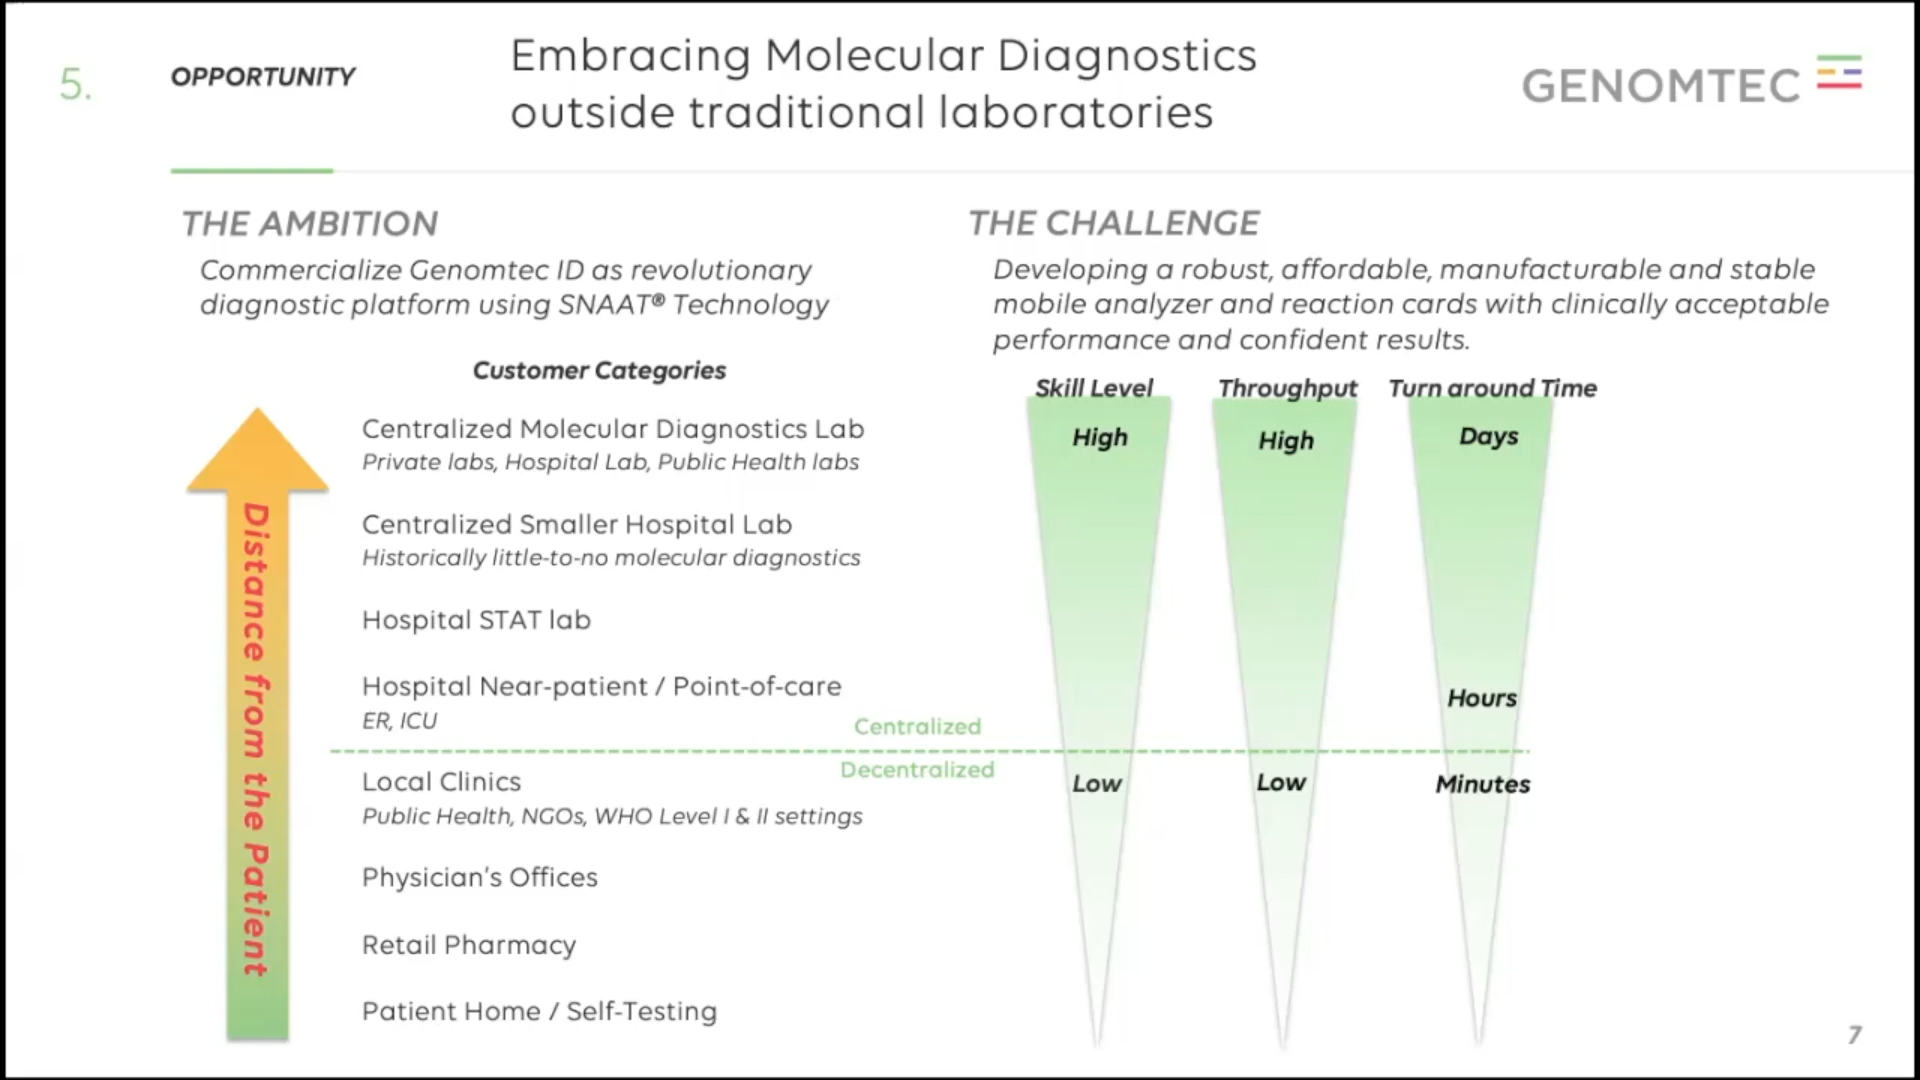 5.
OPPORTUNITY
Embracing Molecular Diagnostics
outside traditional laboratories
GENOMTEC
THE AMBITION
Commercialize Genomtec ID as revolutionary
diagnostic platform using SNAAT® Technology
THE CHALLENGE
Developing a robust, affordable, manufacturable and stable
mobile analyzer and reaction cards with clinically acceptable
performance and confident results.
Distance from the Patient
Customer Categories
Centralized Molecular Diagnostics Lab
Private labs, Hospital Lab, Public Health labs
Centralized Smaller Hospital Lab
Historically little-to-no molecular diagnostics
Hospital STAT lab
Hospital Near-patient / Point-of-care
ER, ICU
Centralized
Decentralized
Local Clinics
Public Health, NGOs, WHO Level I & II settings
Physician's Offices
Retail Pharmacy
Patient Home / Self-Testing
Skill Level
High
Low
Throughput
High
Low
Turn around Time
Days
Hours
Minutes
7